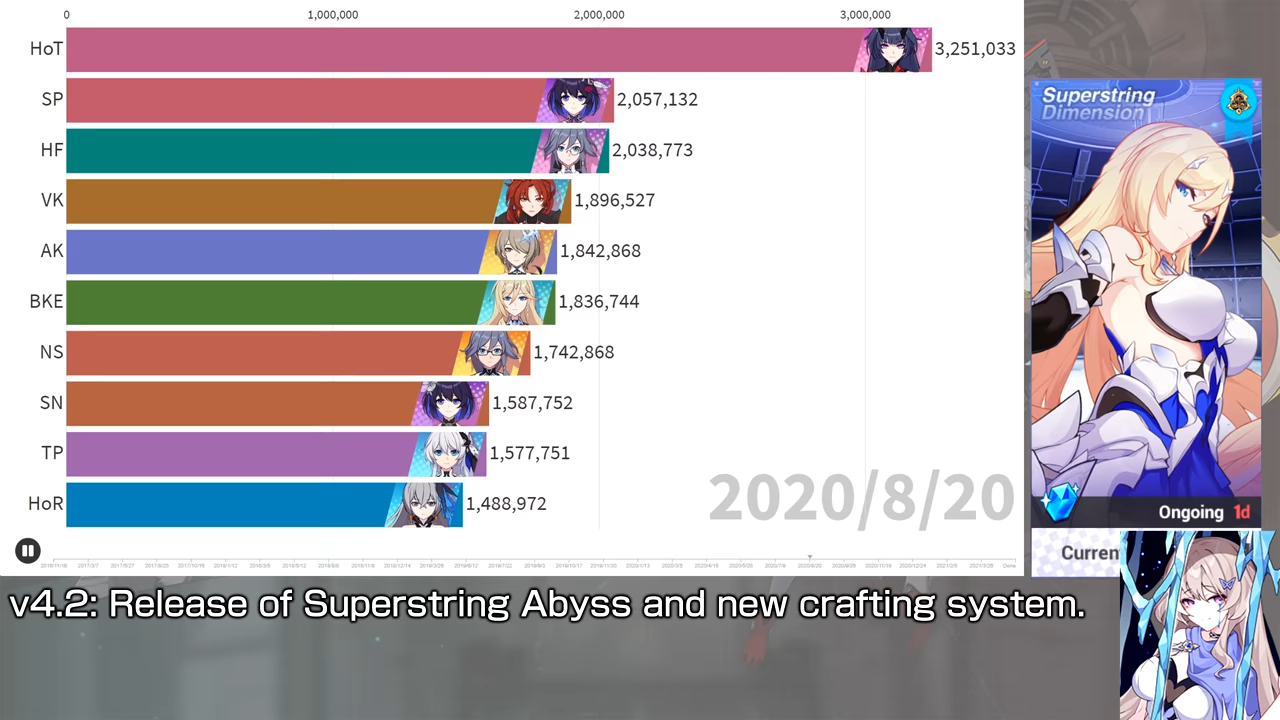 0 1,000,000 2,000,000 3,000,000
HoT 3,251,033
SP 2,057,132
HF 2,038,773
VK 1,896,527
AK 1,842,868
BKE 1,836,744
NS 1,742,868
SN 1,587,752
TP 1,577,751
HoR 1,488,972
2020/8/20
Superstring
Dimension
Ongoing 1d
Curren
v4.2: Release of Superstring Abyss and new crafting system.